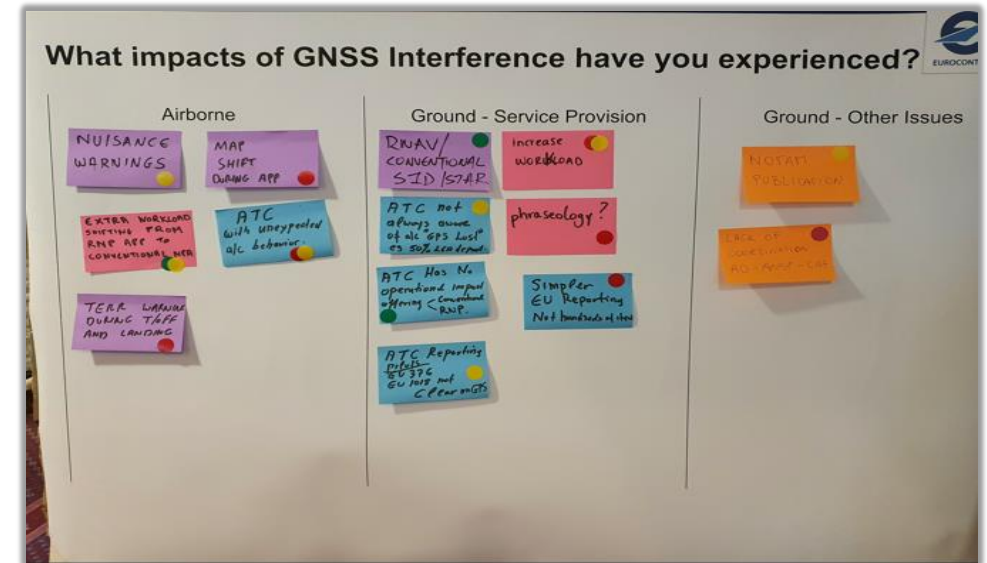 What impacts of GNSS Interference have you experienced?
EUROCONT
Airborne
NUISANCE
WARNINGS
MAP
SHIFT
DURING APP
EXTRA WORKLOAD
SHIFTING FROM
RNP APP TO
CONVENTIONAL
ATC
with unexpected
a/c behavior.
TERR WARNING
DURING T/OFF
AND LANDING
Ground - Service Provision
RNAV/
CONVENTIONAL
SID/STAR
increase
WORKLOAD
ATC not
always aware
of a/c "GPS Lost"
50%
phraseology?
ATC Has No
operational impact
offering Conventional
RNP.
Simpler
EU Reporting
Not hundreds of
ATC Reporting
EU 376
EU 1018 not
Clear on GPS
Ground - Other Issues
NOTAM
PUBLICATION
LACK OF
COORDINATION
AO-ANSP-CAA